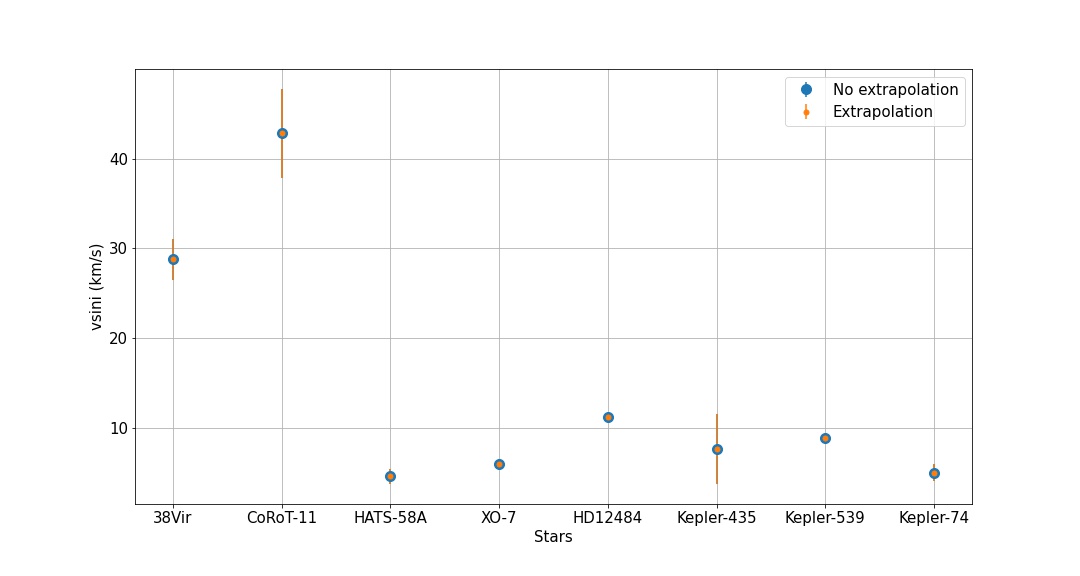 No extrapolation
Extrapolation
vsini (km/s)
40
30
20
10
38Vir CoRoT-11 HATS-58A XO-7 HD12484 Kepler-435 Kepler-539 Kepler-74
Stars